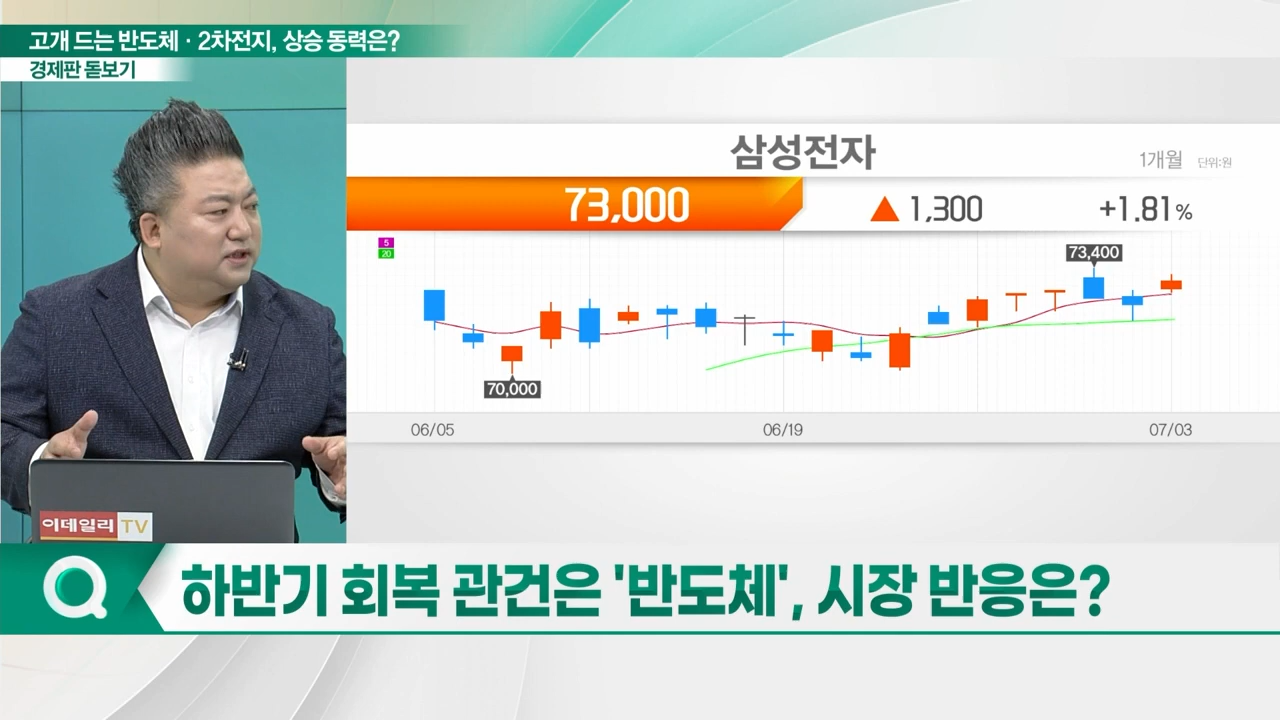 고개 드는 반도체 · 2차전지, 상승 동력은?
경제판 돋보기
삼성전자
1개월 단위:원
73,000 ▲ 1,300 +1.81%
5
20
73,400
70,000
06/05 06/19 07/03
이데일리 TV
하반기 회복 관건은 '반도체', 시장 반응은?